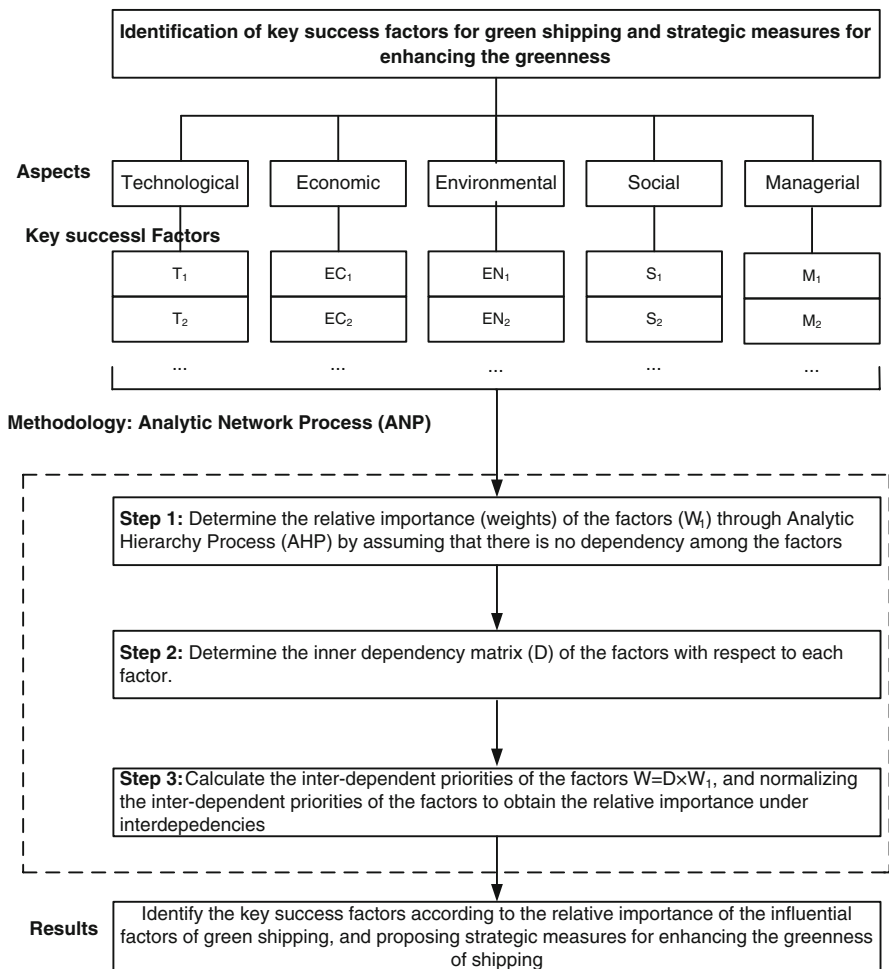 Identification of key success factors for green shipping and strategic measures for
enhancing the greenness
Aspects
Technological
Economic
Environmental
Social
Managerial
Key successl Factors
T₁
EC₁
EN₁
S₁
M₁
T₂
EC₂
EN₂
S₂
M₂
...
...
...
...
...
Methodology: Analytic Network Process (ANP)
Step 1: Determine the relative importance (weights) of the factors (W₁) through Analytic
Hierarchy Process (AHP) by assuming that there is no dependency among the factors
Step 2: Determine the inner dependency matrix (D) of the factors with respect to each
factor.
Step 3:Calculate the inter-dependent priorities of the factors W=D×W₁, and normalizing
the inter-dependent priorities of the factors to obtain the relative importance under
interdepedencies
Results
Identify the key success factors according to the relative importance of the influential
factors of green shipping, and proposing strategic measures for enhancing the greenness
of shipping